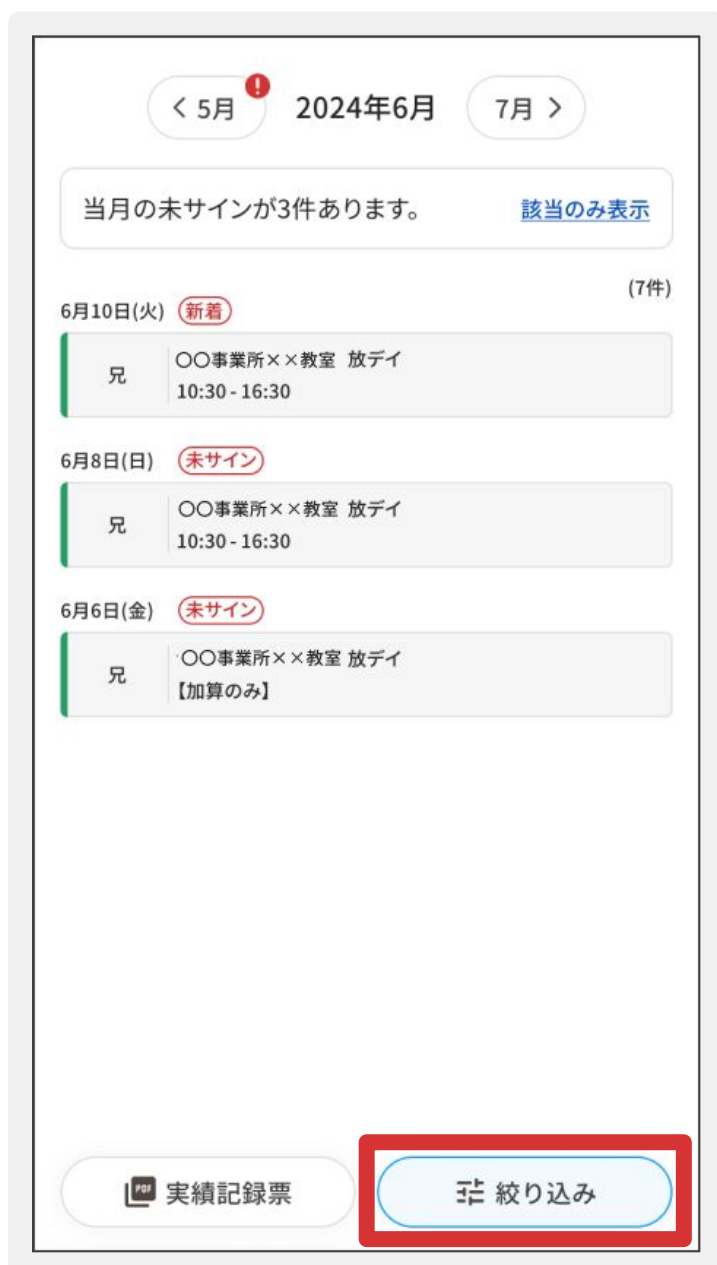 < 5月 ! 2024年6月 7月 >
当月の未サインが3件あります。 該当のみ表示
(7件)
6月10日(火) 新着
兄 〇〇事業所××教室 放デイ
10:30 - 16:30
6月8日(日) 未サイン
兄 〇〇事業所××教室 放デイ
10:30 - 16:30
6月6日(金) 未サイン
兄 〇〇事業所××教室 放デイ
【加算のみ】
PDF 実績記録票 絞り込み